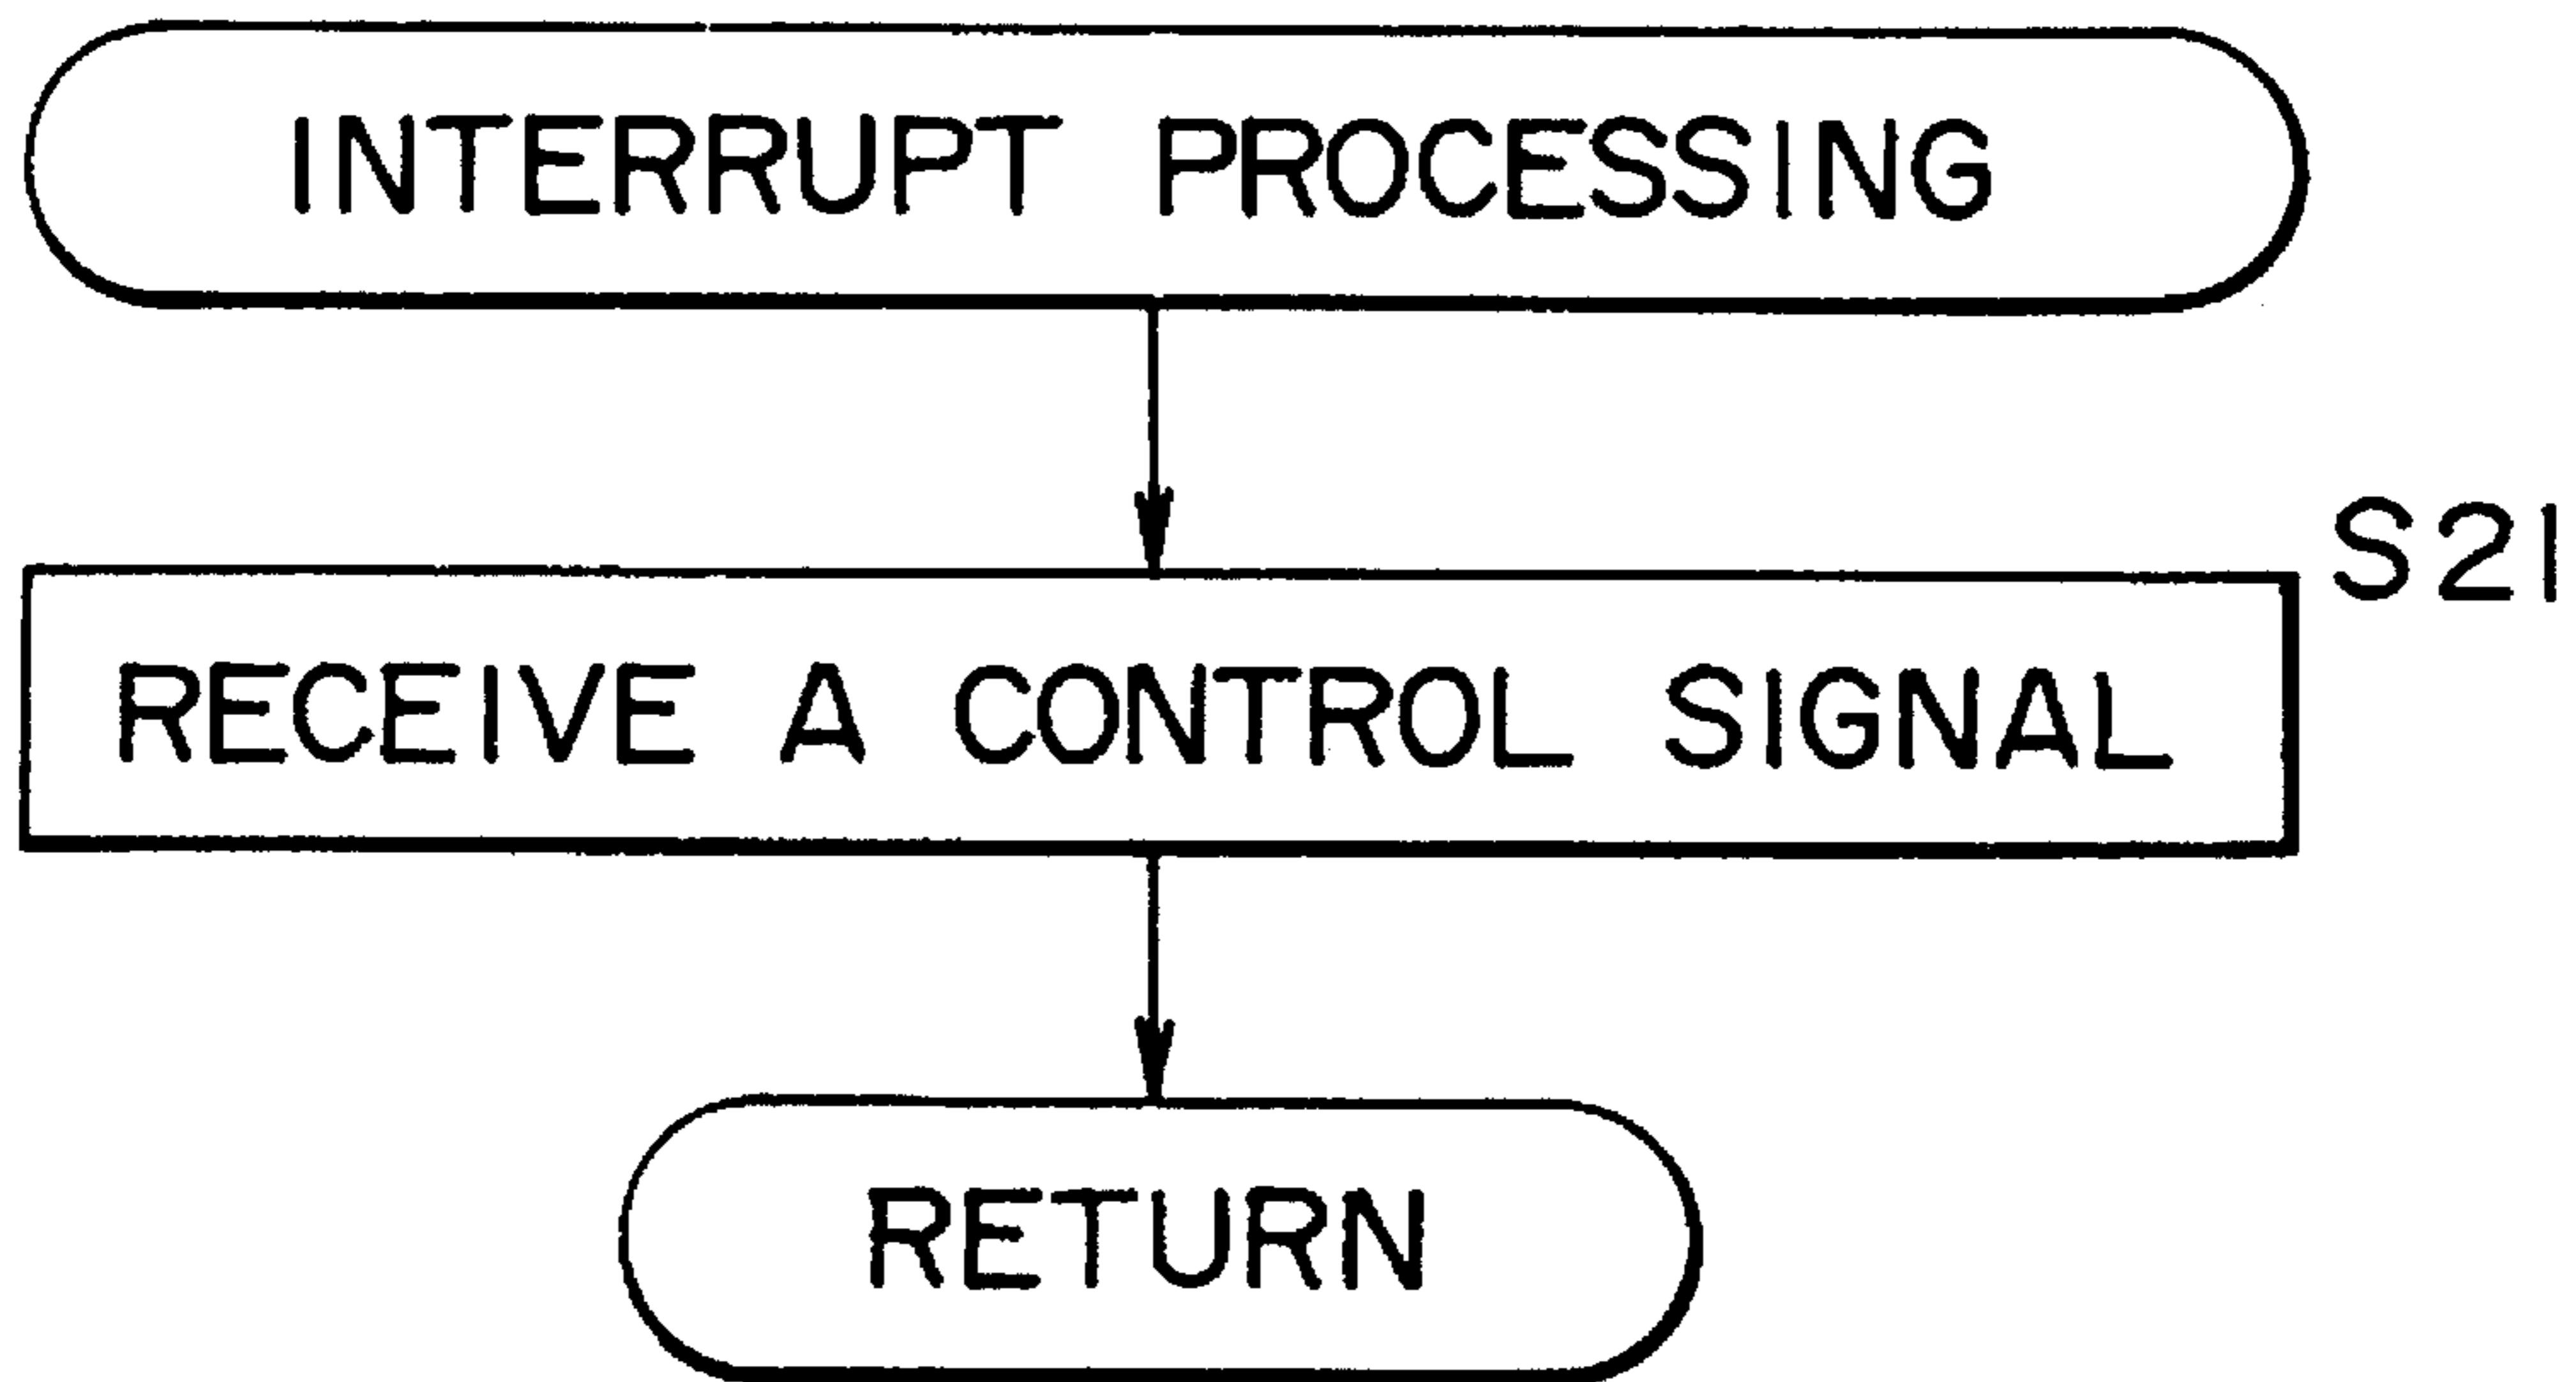 INTERRUPT PROCESSING
S21
RECEIVE A CONTROL SIGNAL
RETURN